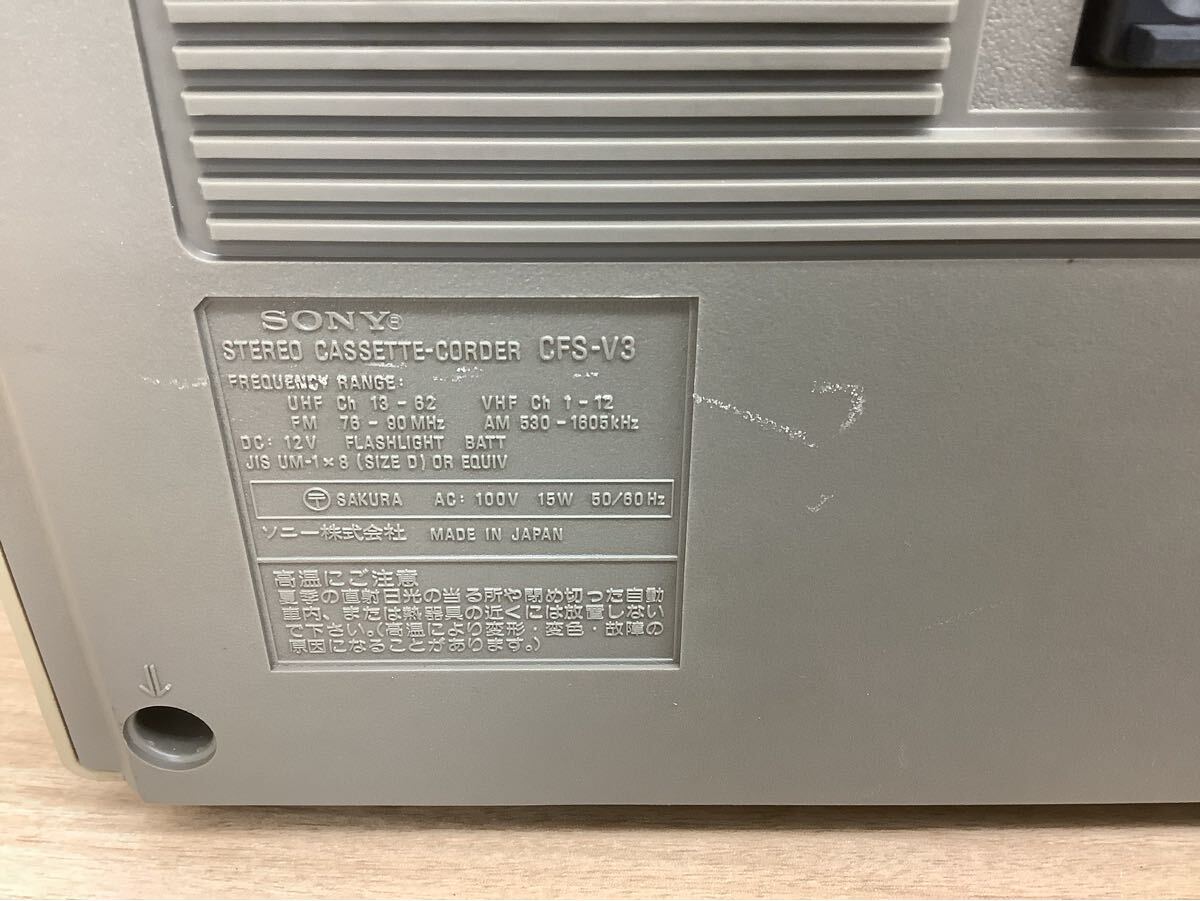 SONY®
STEREO CASSETTE-CORDER CFS-V3
FREQUENCY RANGE:
UHF Ch 13 - 62 VHF Ch 1 - 12
FM 76 - 90 MHz AM 530 - 1605 kHz
DC: 12V FLASHLIGHT BATT
JIS UM-1 × 8 (SIZE D) OR EQUIV
〶 SAKURA AC: 100V 15W 50/60 Hz
ソニー株式会社 MADE IN JAPAN
高温にご注意
夏季の直射日光の当る所や閉め切った自動
車内、または熱器具の近くには放置しない
で下さい。(高温により変形・変色・故障の
原因になることがあります。)